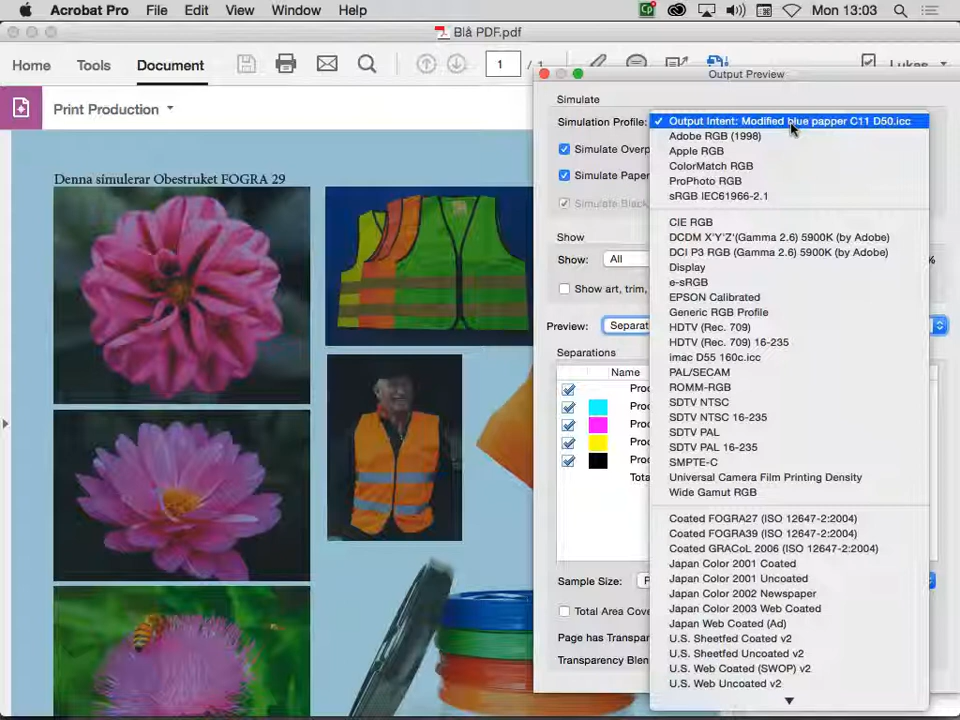 Acrobat Pro File Edit View Window Help Mon 13:03
Blå PDF.pdf
Home Tools Document 1 / 1 Lukas
Output Preview
Print Production
Simulate
Simulation Profile: ✓ Output Intent: Modified blue papper C11 D50.icc
Adobe RGB (1998)
Simulate Overp Apple RGB
ColorMatch RGB
Denna simulerar Obestruket FOGRA 29 Simulate Paper ProPhoto RGB
sRGB IEC61966-2.1
Simulate Black
CIE RGB
Show DCDM X'Y'Z'(Gamma 2.6) 5900K (by Adobe)
Show: All DCI P3 RGB (Gamma 2.6) 5900K (by Adobe) %
Display
Show art, trim, e-sRGB
EPSON Calibrated
Generic RGB Profile
Preview: Separat HDTV (Rec. 709)
HDTV (Rec. 709) 16-235
Separations imac D55 160c.icc
Name PAL/SECAM
Proc ROMM-RGB
Proc SDTV NTSC
Proc SDTV NTSC 16-235
Proc SDTV PAL
SDTV PAL 16-235
Proc SMPTE-C
Tota Universal Camera Film Printing Density
Wide Gamut RGB
Coated FOGRA27 (ISO 12647-2:2004)
Coated FOGRA39 (ISO 12647-2:2004)
Coated GRACoL 2006 (ISO 12647-2:2004)
Japan Color 2001 Coated
Sample Size: P Japan Color 2001 Uncoated
Japan Color 2002 Newspaper
Total Area Cove Japan Color 2003 Web Coated
Japan Web Coated (Ad)
Page has Transpar U.S. Sheetfed Coated v2
U.S. Sheetfed Uncoated v2
Transparency Blen U.S. Web Coated (SWOP) v2
U.S. Web Uncoated v2